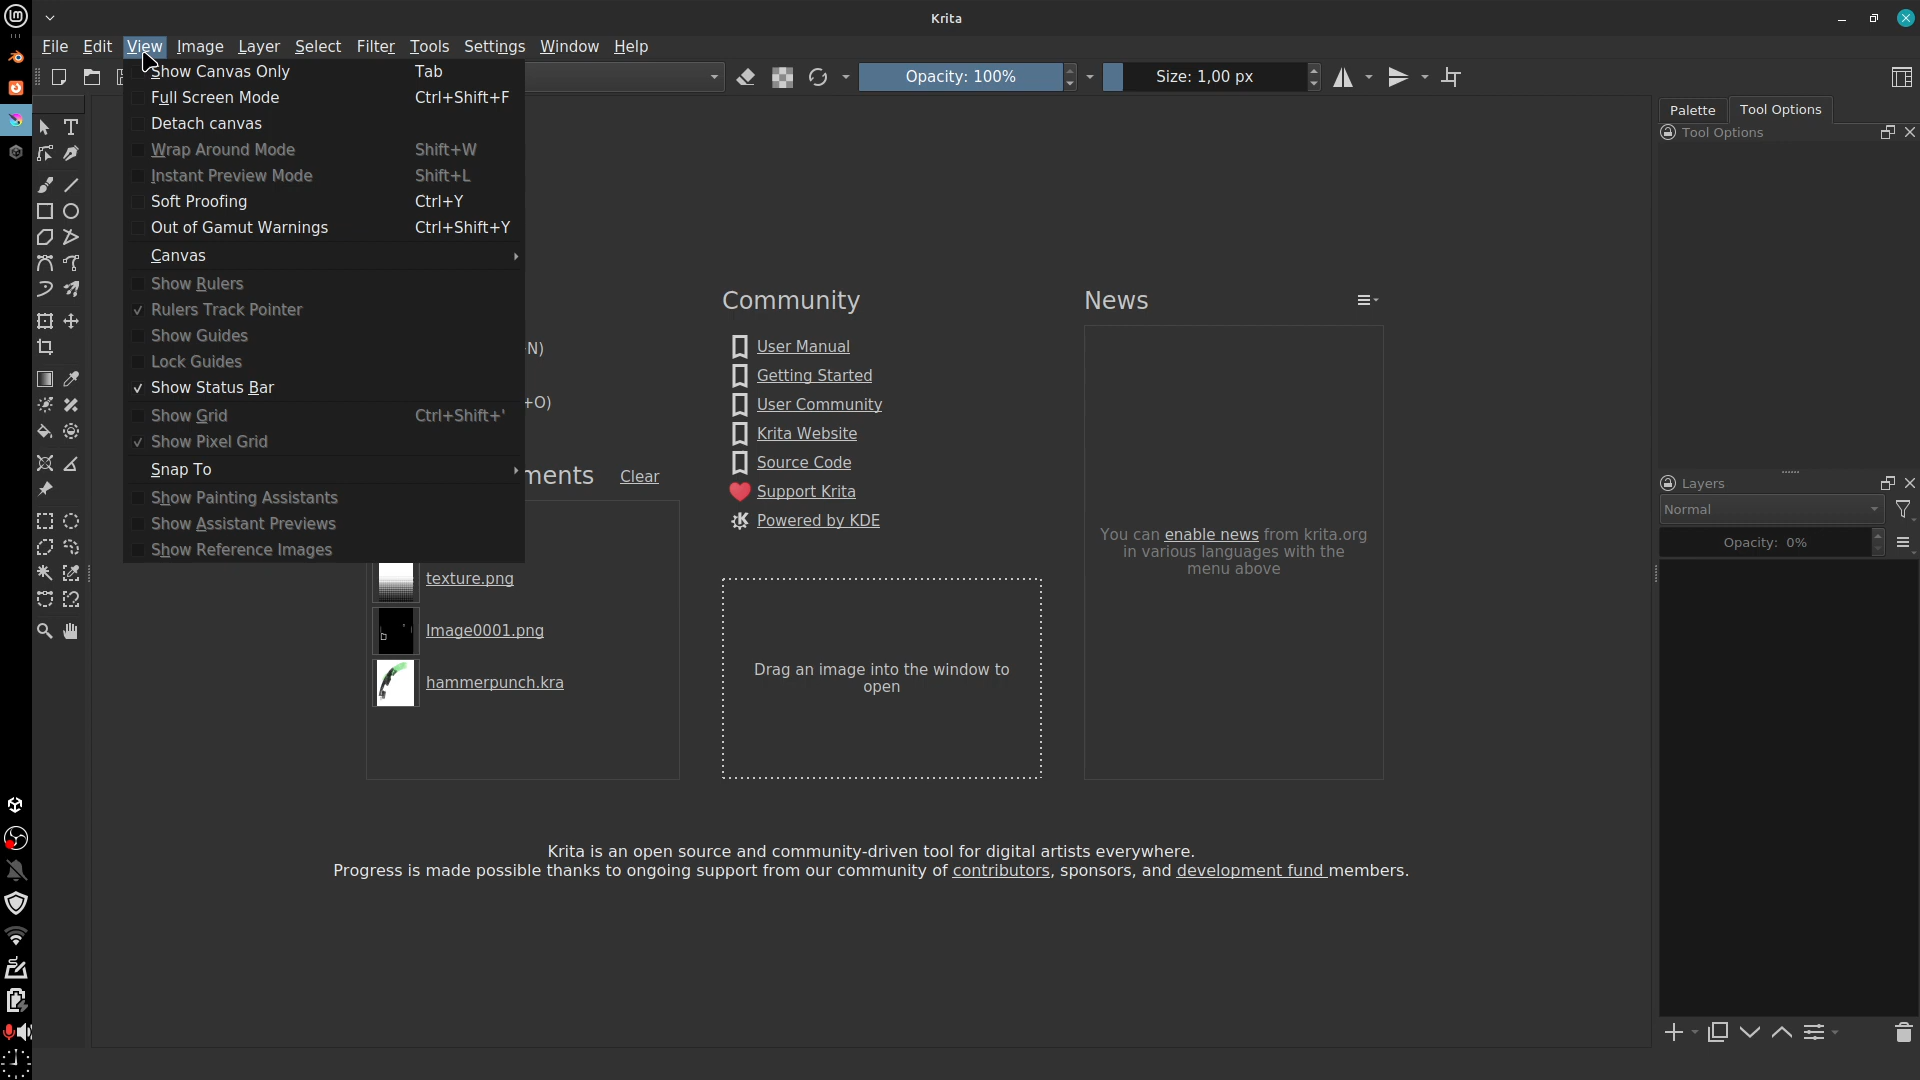 Krita
File Edit View Image Layer Select Filter Tools Settings Window Help
Opacity: 100%
Size: 1,00 px
Show Canvas Only Tab
Full Screen Mode Ctrl+Shift+F
Detach canvas
Wrap Around Mode Shift+W
Instant Preview Mode Shift+L
Soft Proofing Ctrl+Y
Out of Gamut Warnings Ctrl+Shift+Y
Canvas
Show Rulers
Rulers Track Pointer
Show Guides
Lock Guides
Show Status Bar
Show Grid Ctrl+Shift+'
Show Pixel Grid
Snap To
Show Painting Assistants
Show Assistant Previews
Show Reference Images
N)
+O)
ments Clear
texture.png
Image0001.png
hammerpunch.kra
Community
User Manual
Getting Started
User Community
Krita Website
Source Code
Support Krita
Powered by KDE
Drag an image into the window to
open
News
You can enable news from krita.org
in various languages with the
menu above
Krita is an open source and community-driven tool for digital artists everywhere.
Progress is made possible thanks to ongoing support from our community of contributors, sponsors, and development fund members.
Palette Tool Options
Tool Options
Layers
Normal
Opacity: 0%